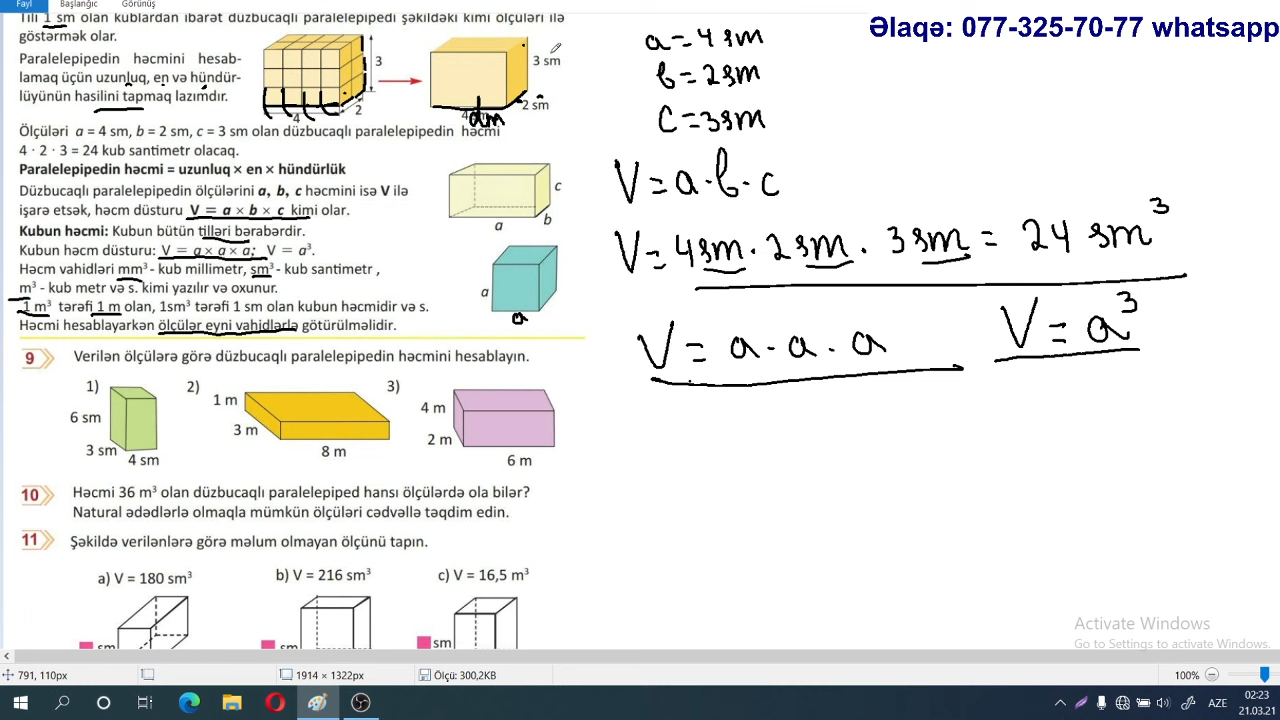 Fayl Başlanğıc Görünüş
Tili 1 sm olan kublardan ibarət düzbucaqlı paralelepipedi şəkildəki kimi ölçüləri ilə
göstərmək olar.
Paralelepipedin həcmini hesab-
lamaq üçün uzunluq, en və hündür-
lüyünün hasilini tapmaq lazımdır.
3
4
2
3 sm
2 sm
dm
Ölçüləri a = 4 sm, b = 2 sm, c = 3 sm olan düzbucaqlı paralelepipedin həcmi
4 · 2 · 3 = 24 kub santimetr olacaq.
Paralelepipedin həcmi = uzunluq × en × hündürlük
Düzbucaqlı paralelepipedin ölçülərini a, b, c həcmini isə V ilə
işarə etsək, həcm düsturu V = a × b × c kimi olar.
Kubun həcmi: Kubun bütün tilləri bərabərdir.
Kubun həcm düsturu: V = a × a × a; V = a³.
Həcm vahidləri mm³ - kub millimetr, sm³ - kub santimetr ,
m³ - kub metr və s. kimi yazılır və oxunur.
1 m³ tərəfi 1 m olan, 1sm³ tərəfi 1 sm olan kubun həcmidir və s.
Həcmi hesablayarkən ölçülər eyni vahidlərlə götürülməlidir.
c
a
b
a
a
9 Verilən ölçülərə görə düzbucaqlı paralelepipedin həcmini hesablayın.
1) 2) 3)
6 sm
3 sm
4 sm
1 m
3 m
8 m
4 m
2 m
6 m
10 Həcmi 36 m³ olan düzbucaqlı paralelepiped hansı ölçülərdə ola bilər?
Natural ədədlərlə olmaqla mümkün ölçüləri cədvəllə təqdim edin.
11 Şəkildə verilənlərə görə məlum olmayan ölçünü tapın.
a) V = 180 sm³ b) V = 216 sm³ c) V = 16,5 m³
sm sm sm
Əlaqə: 077-325-70-77 whatsapp
a = 4 sm
b = 2 sm
c = 3 sm
V = a · b · c
V = 4 sm · 2 sm · 3 sm = 24 sm³
V = a · a · a V = a³
Activate Windows
Go to Settings to activate Windows.
791, 110px 1914 × 1322px Ölçü: 300,2KB 100%
AZE
02:23
21.03.21